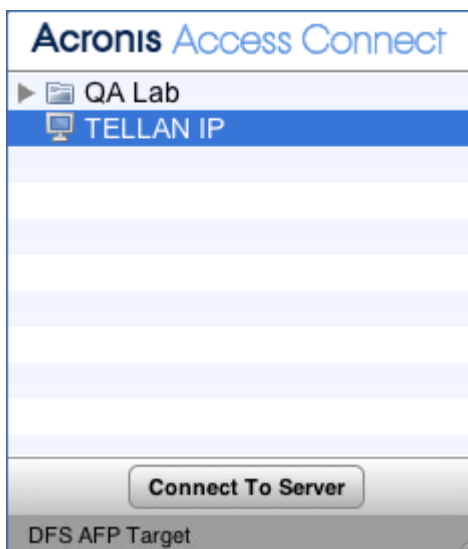 Acronis Access Connect
QA Lab
TELLAN IP
Connect To Server
DFS AFP Target